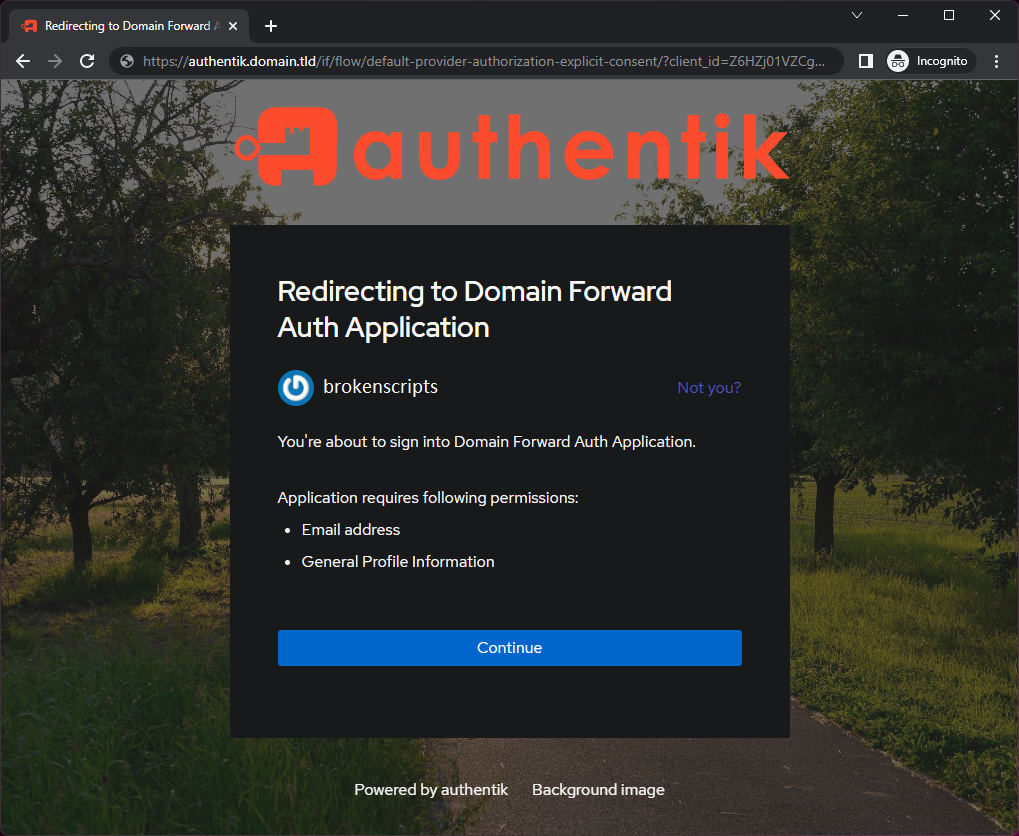 Redirecting to Domain Forward A
https://authentik.domain.tld/if/flow/default-provider-authorization-explicit-consent/?client_id=Z6HZj01VZCg...
Incognito
authentik
Redirecting to Domain Forward
Auth Application
brokenscripts
Not you?
You're about to sign into Domain Forward Auth Application.
Application requires following permissions:
• Email address
• General Profile Information
Continue
Powered by authentik Background image